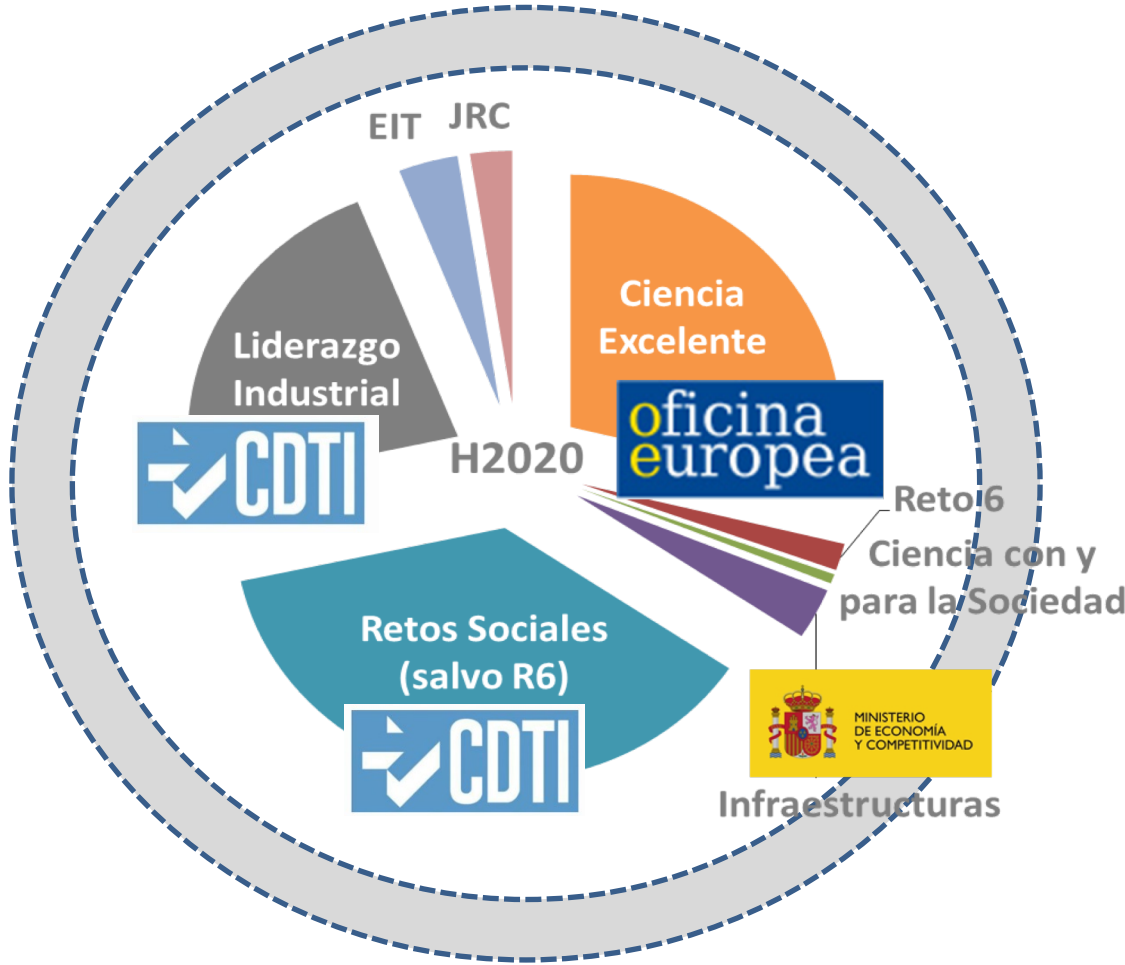 EIT
JRC
Ciencia
Excelente
Liderazgo
Industrial
oficina
europea
CDTI
H2020
Reto 6
Ciencia con y
para la Sociedad
Retos Sociales
(salvo R6)
CDTI
MINISTERIO
DE ECONOMÍA
Y COMPETITIVIDAD
Infraestructuras